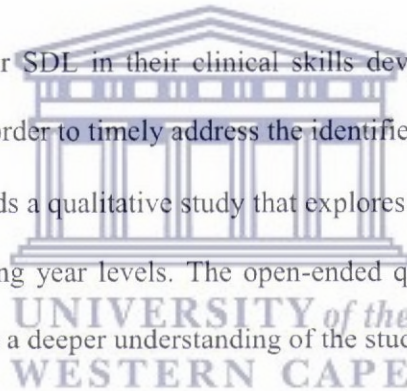 r SDL in their clinical skills dev
rder to timely address the identifie
ds a qualitative study that explores
ng year levels. The open-ended q
UNIVERSITY of the
a deeper understanding of the stud
WESTERN CAPE